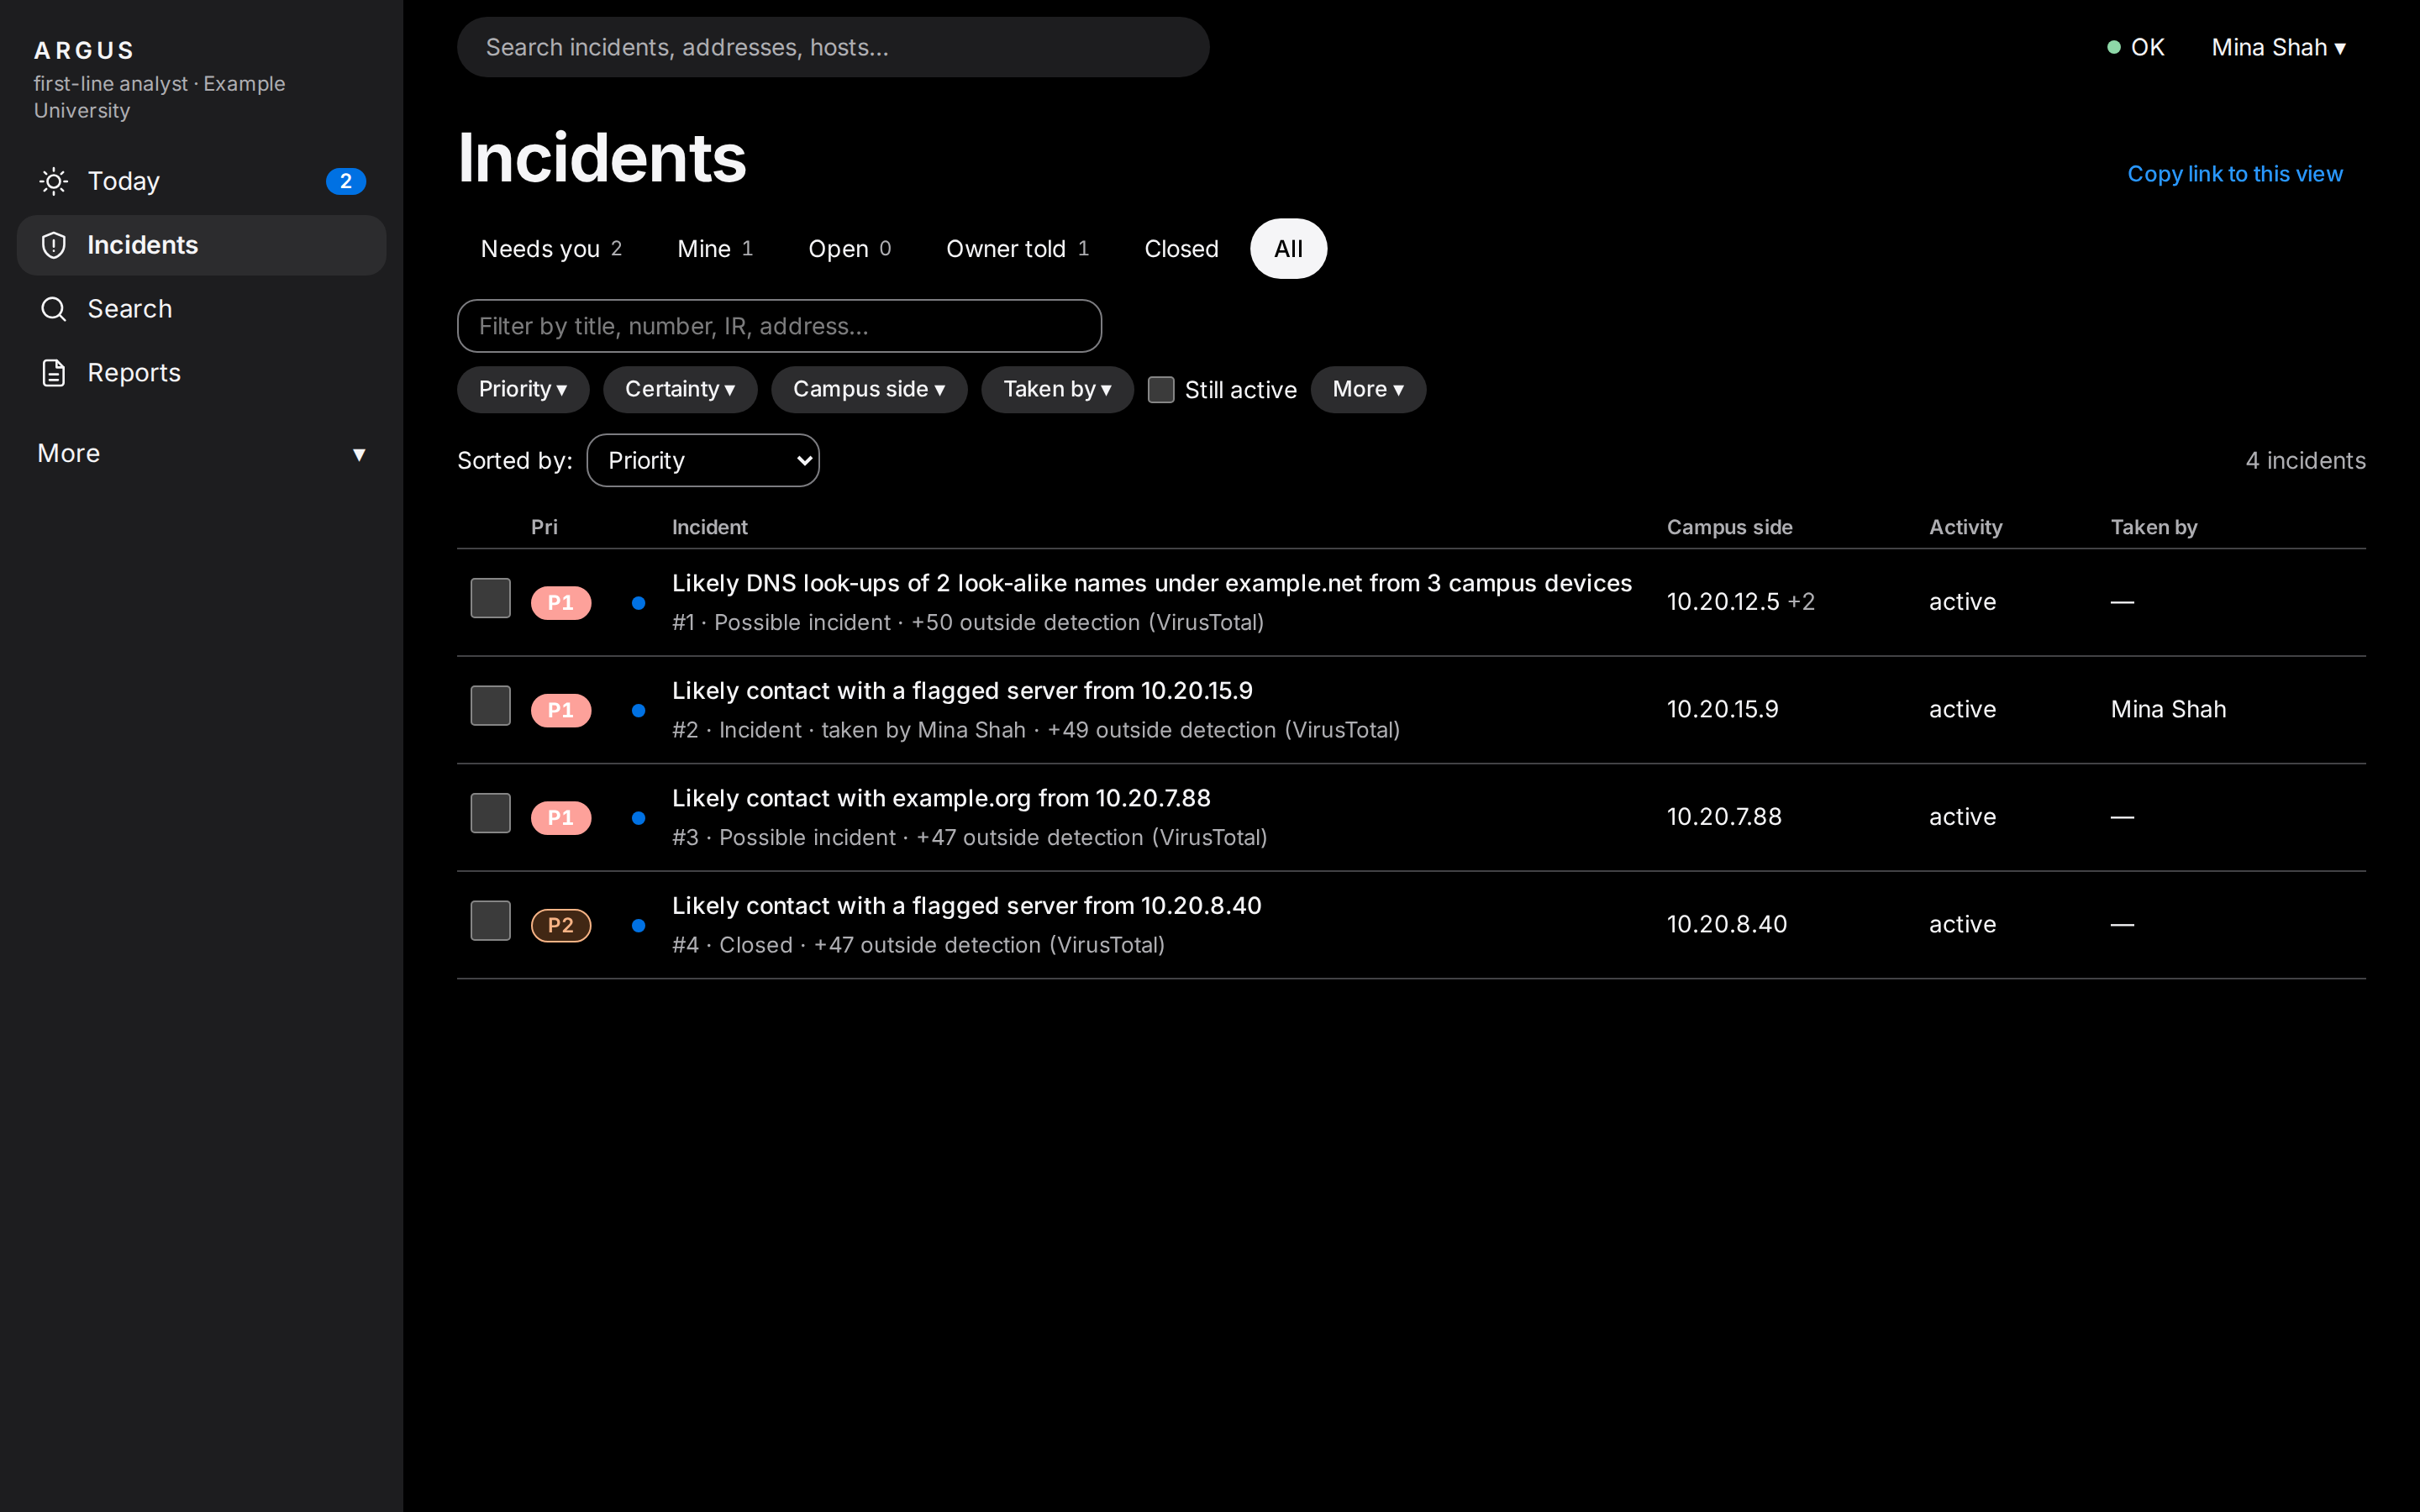 ARGUS
first-line analyst · Example
University
Today 2
Incidents
Search
Reports
More ▾
Search incidents, addresses, hosts...
OK
Mina Shah ▾
Incidents
Copy link to this view
Needs you 2 Mine 1 Open 0 Owner told 1 Closed All
Filter by title, number, IR, address...
Priority ▾ Certainty ▾ Campus side ▾ Taken by ▾ Still active More ▾
Sorted by: Priority 4 incidents
Pri Incident Campus side Activity Taken by
P1 Likely DNS look-ups of 2 look-alike names under example.net from 3 campus devices 10.20.12.5 +2 active —
#1 · Possible incident · +50 outside detection (VirusTotal)
P1 Likely contact with a flagged server from 10.20.15.9 10.20.15.9 active Mina Shah
#2 · Incident · taken by Mina Shah · +49 outside detection (VirusTotal)
P1 Likely contact with example.org from 10.20.7.88 10.20.7.88 active —
#3 · Possible incident · +47 outside detection (VirusTotal)
P2 Likely contact with a flagged server from 10.20.8.40 10.20.8.40 active —
#4 · Closed · +47 outside detection (VirusTotal)